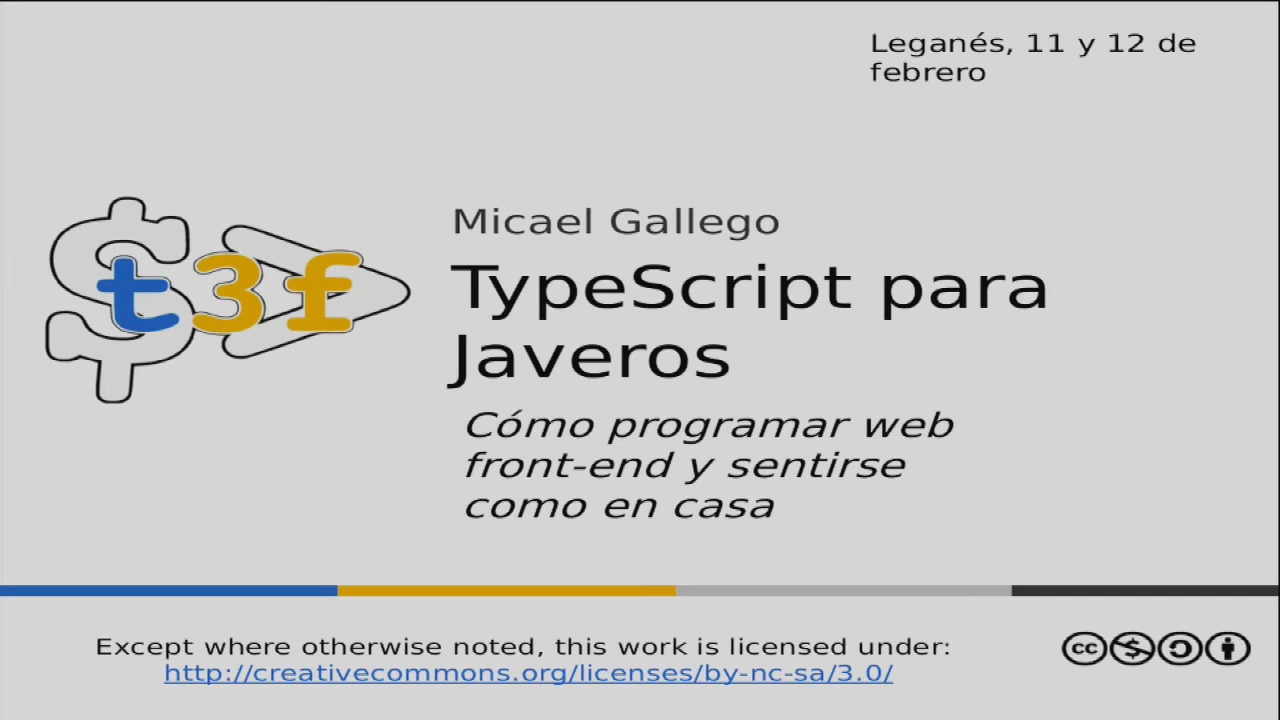 Leganés, 11 y 12 de
febrero
t3f
Micael Gallego
TypeScript para
Javeros
Cómo programar web
front-end y sentirse
como en casa
Except where otherwise noted, this work is licensed under:
http://creativecommons.org/licenses/by-nc-sa/3.0/
cc